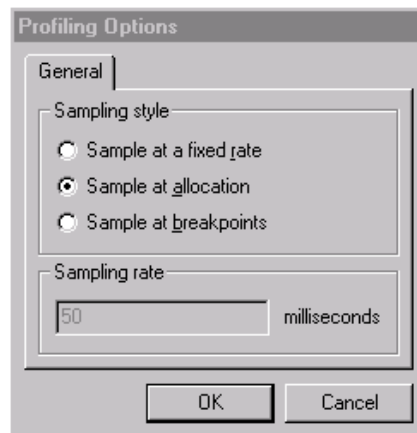 Profiling Options
General
Sampling style
Sample at a fixed rate
Sample at allocation
Sample at breakpoints
Sampling rate
50 milliseconds
OK Cancel